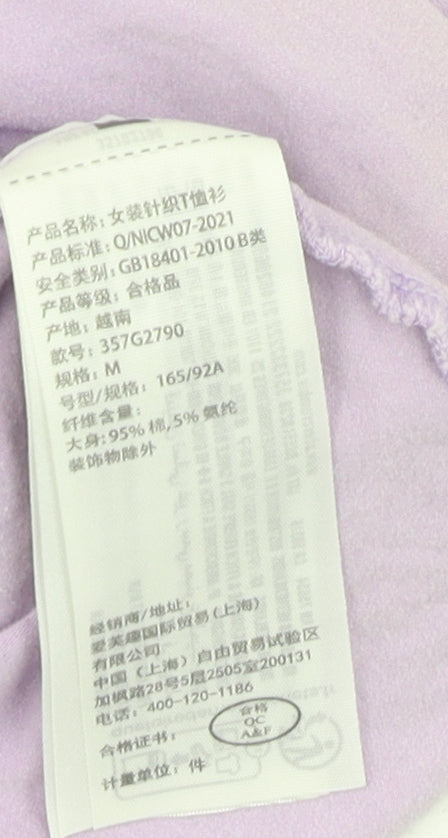 产品名称: 女装针织T恤衫
产品标准: Q/NICW07-2021
安全类别: GB18401-2010 B类
产品等级: 合格品
产地: 越南
款号: 357G2790
规格: M
号型/规格: 165/92A
纤维含量:
大身: 95% 棉, 5% 氨纶
装饰物除外
经销商/地址:
爱芙趣国际贸易(上海)
有限公司
中国 (上海) 自由贸易试验区
加枫路28号5层2505室200131
电话: 400-120-1186
合格证书:
合格
QC
A&F
计量单位: 件